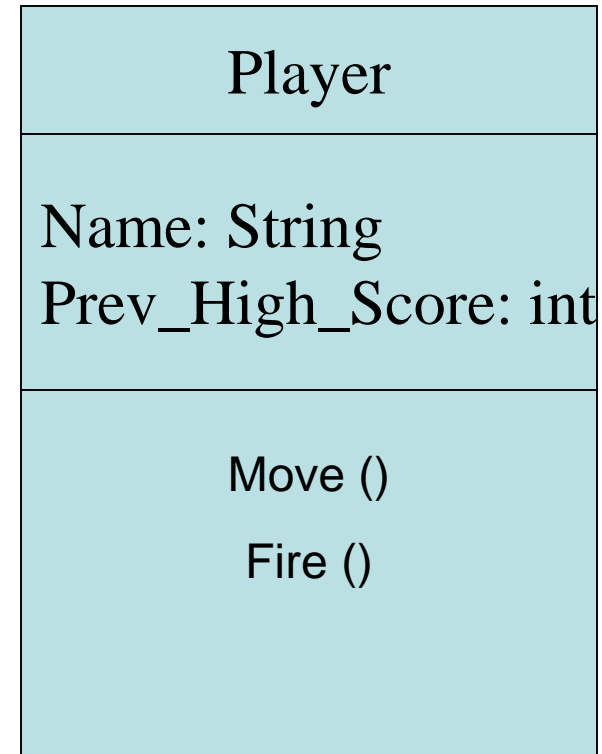 Player
Name: String
Prev_High_Score: int
Move ()
Fire ()